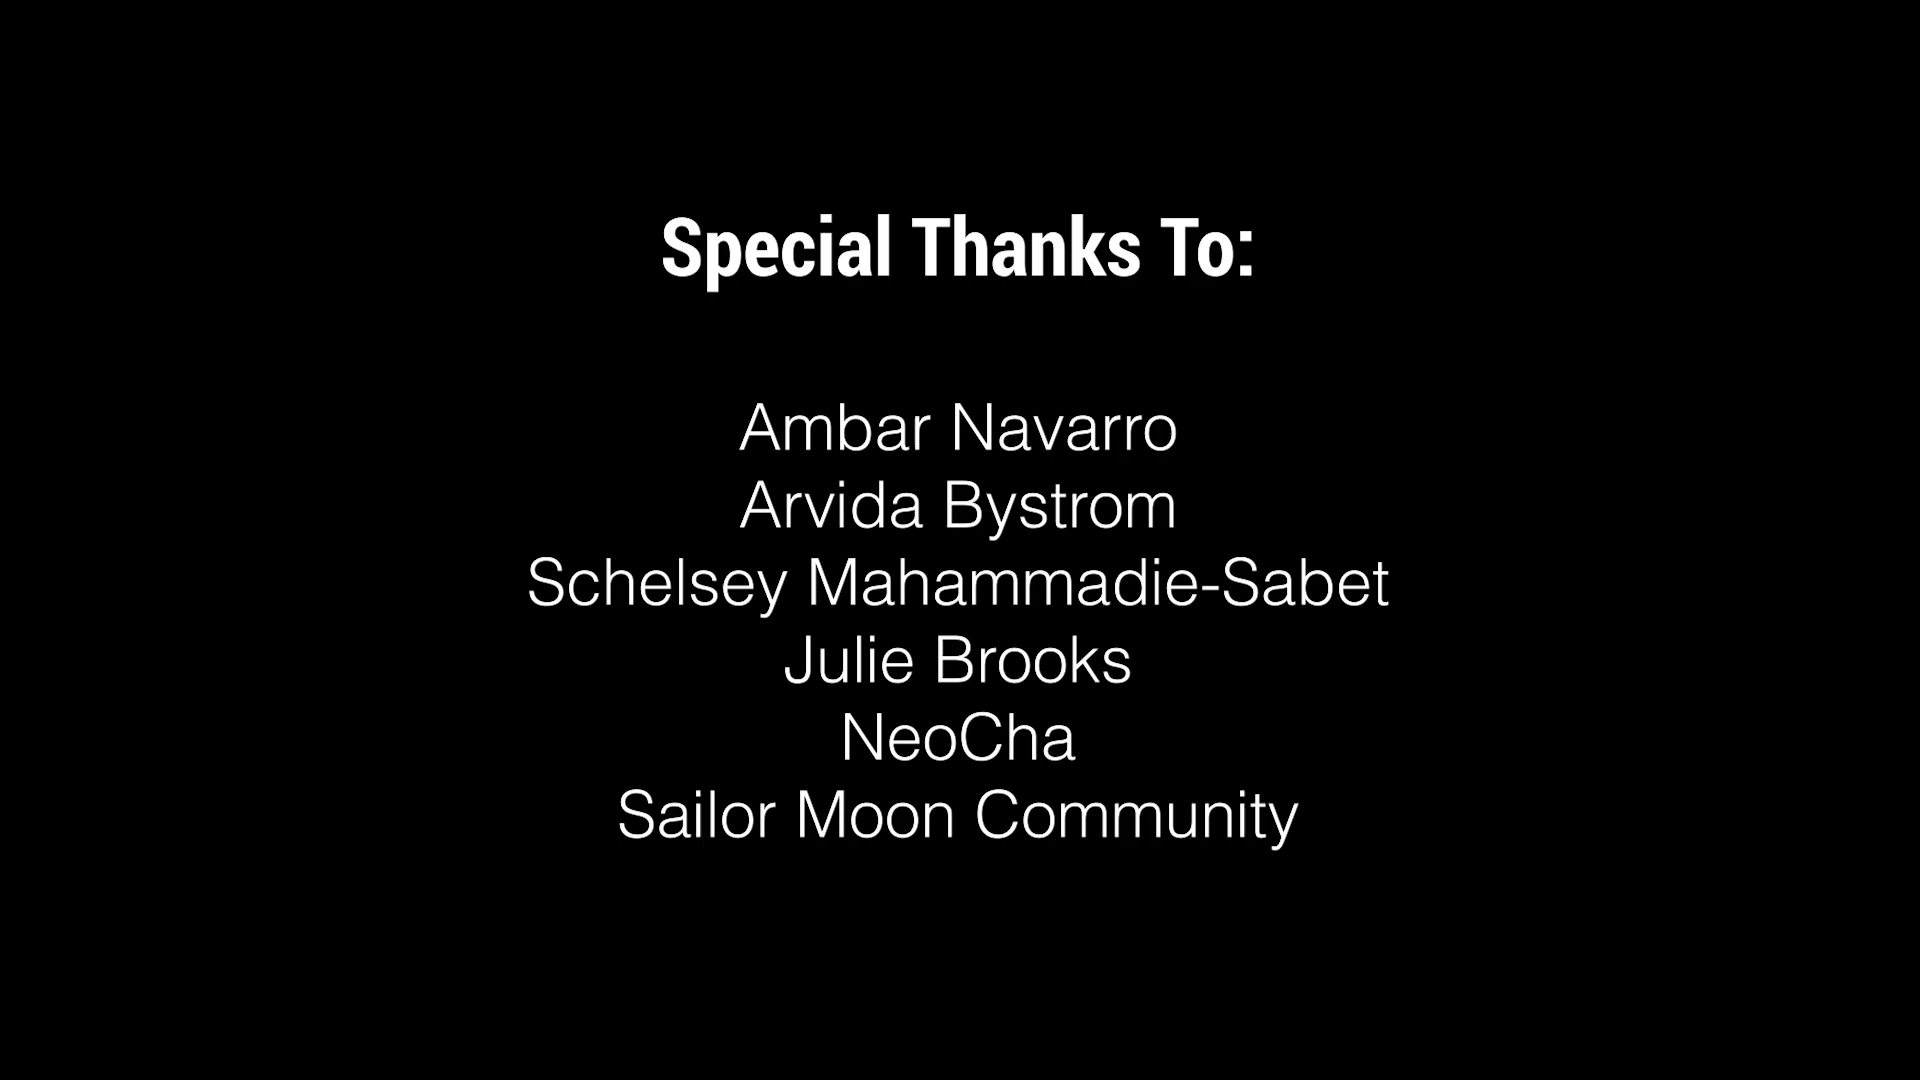 Special Thanks To:
Ambar Navarro
Arvida Bystrom
Schelsey Mahammadie-Sabet
Julie Brooks
NeoCha
Sailor Moon Community